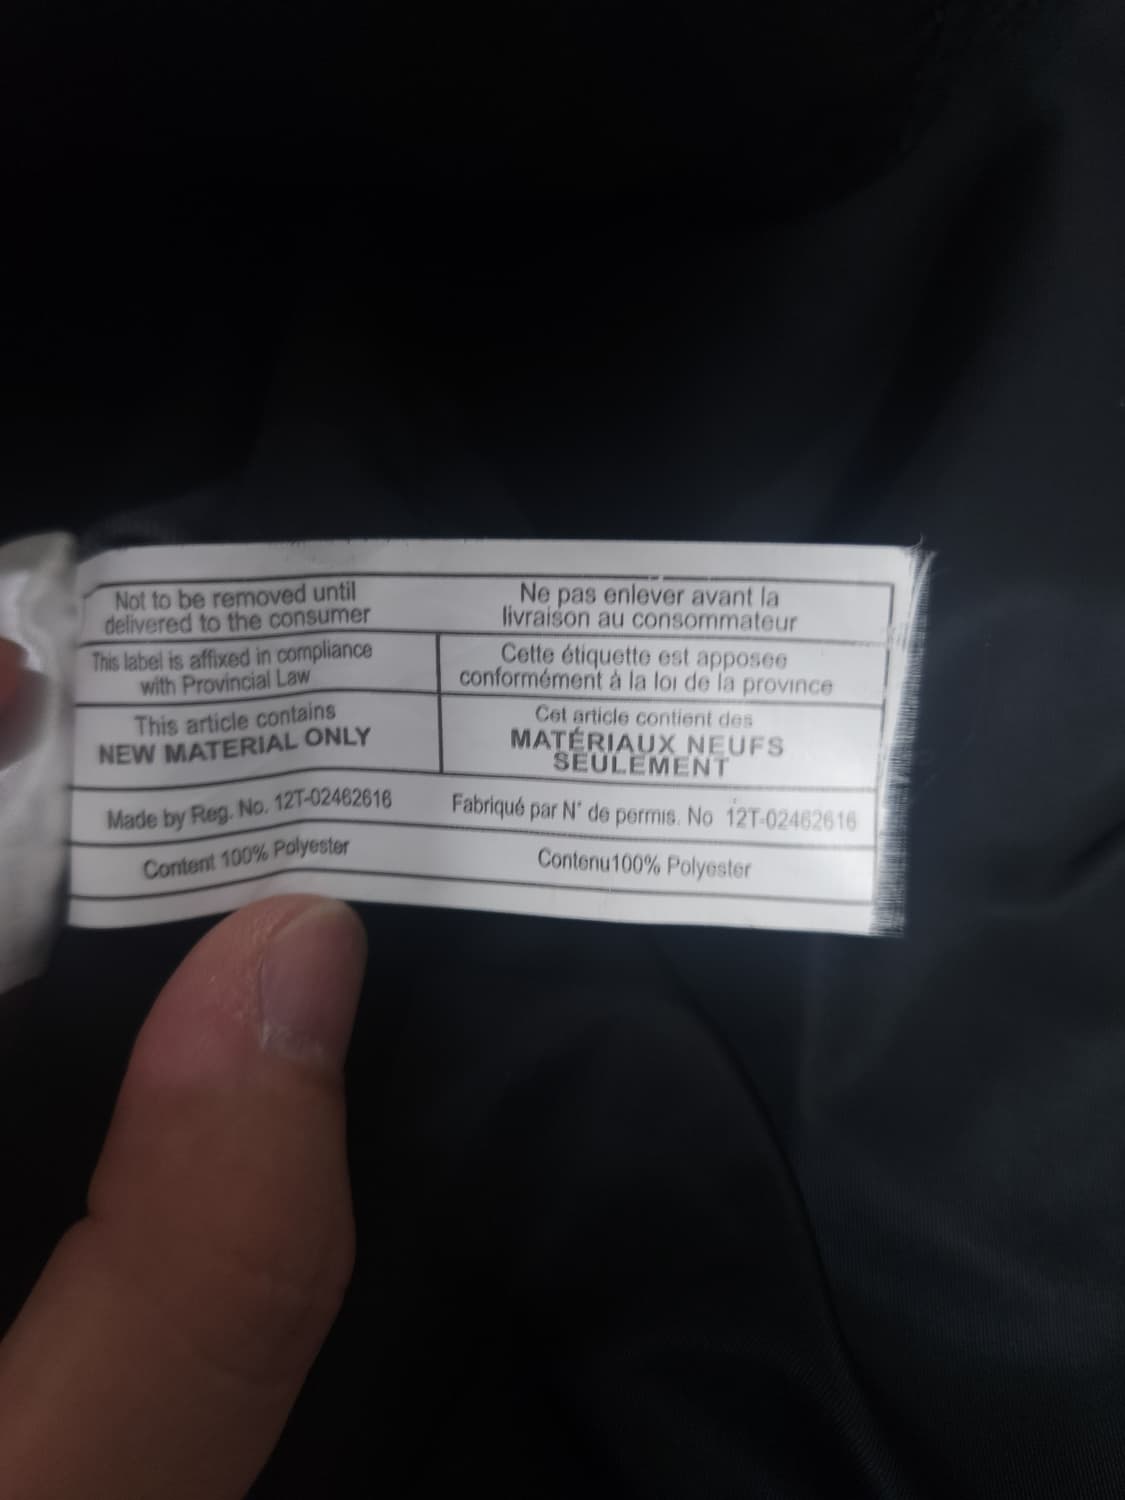 Not to be removed until
delivered to the consumer
Ne pas enlever avant la
livraison au consommateur
This label is affixed in compliance
with Provincial Law
Cette étiquette est apposee
conformément à la loi de la province
This article contains
NEW MATERIAL ONLY
Cet article contient des
MATÉRIAUX NEUFS
SEULEMENT
Made by Reg. No. 12T-02462616
Fabriqué par N° de permis. No 12T-02462616
Content 100% Polyester
Contenu100% Polyester